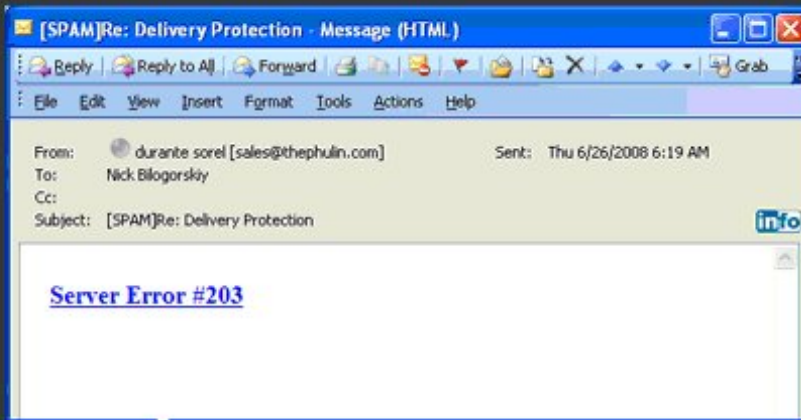 [SPAM]Re: Delivery Protection - Message (HTML)
Reply Reply to All Forward Grab
File Edit View Insert Format Tools Actions Help
From: durante sorel [sales@thephulin.com] Sent: Thu 6/26/2008 6:19 AM
To: Nick Bilogorskiy
Cc:
Subject: [SPAM]Re: Delivery Protection
info
Server Error #203